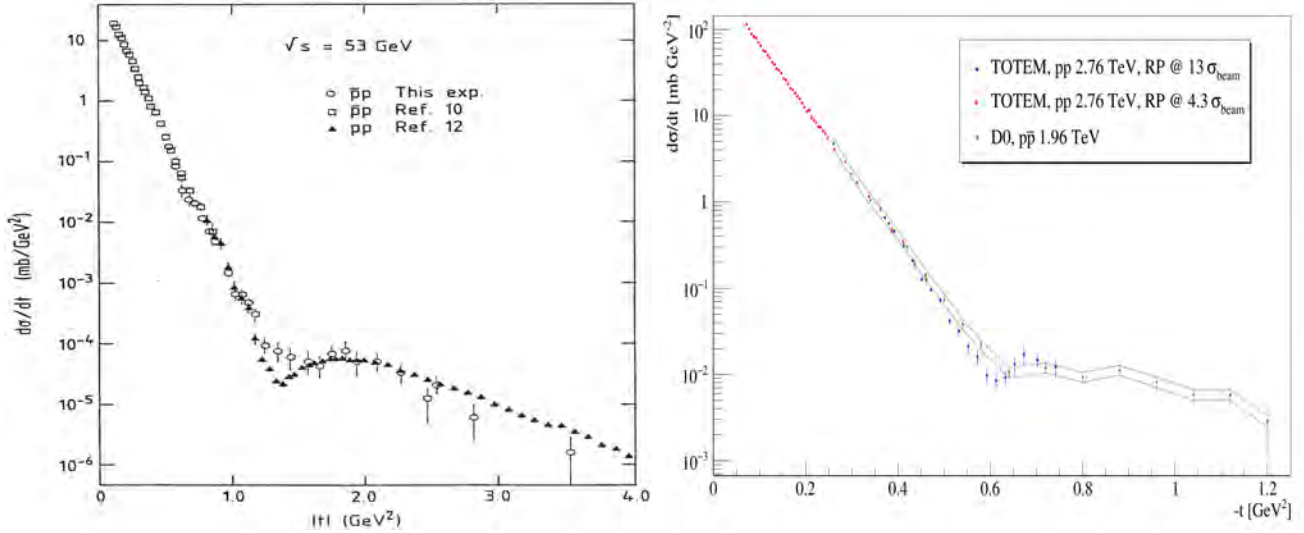 √s = 53 GeV
p̄p This exp.
p̄p Ref. 10
pp Ref. 12
dσ/dt (mb/GeV²)
10
1
10⁻¹
10⁻²
10⁻³
10⁻⁴
10⁻⁵
10⁻⁶
0 1.0 2.0 3.0 4.0
|t| (GeV²)
dσ/dt [mb GeV⁻²]
10²
10
1
10⁻¹
10⁻²
10⁻³
TOTEM, pp 2.76 TeV, RP @ 13 σbeam
TOTEM, pp 2.76 TeV, RP @ 4.3 σbeam
D0, pp̄ 1.96 TeV
0 0.2 0.4 0.6 0.8 1 1.2
-t [GeV²]